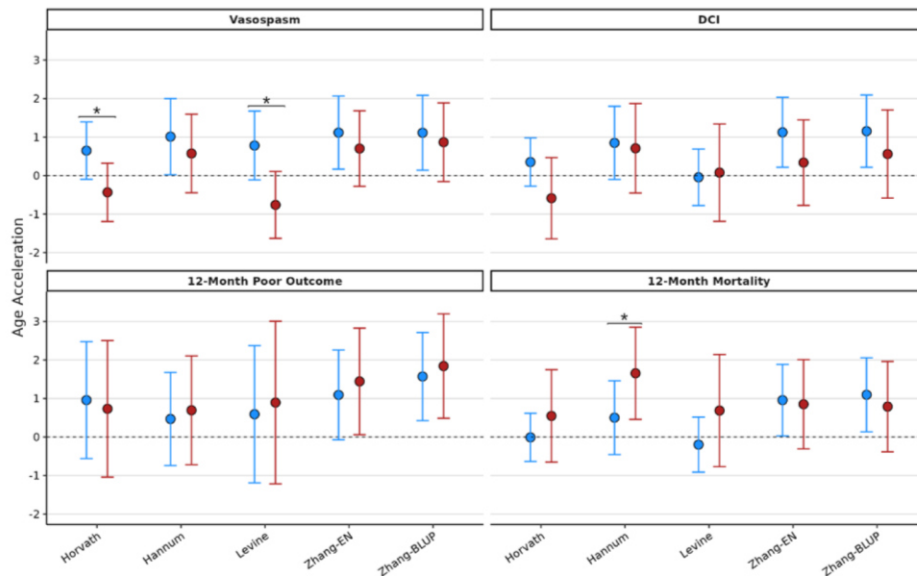 Vasospasm
DCI
3
2
1
0
-1
-2
*
*
12-Month Poor Outcome
12-Month Mortality
3
2
1
0
-1
-2
*
Age Acceleration
Horvath
Hannum
Levine
Zhang-EN
Zhang-BLUP
Horvath
Hannum
Levine
Zhang-EN
Zhang-BLUP